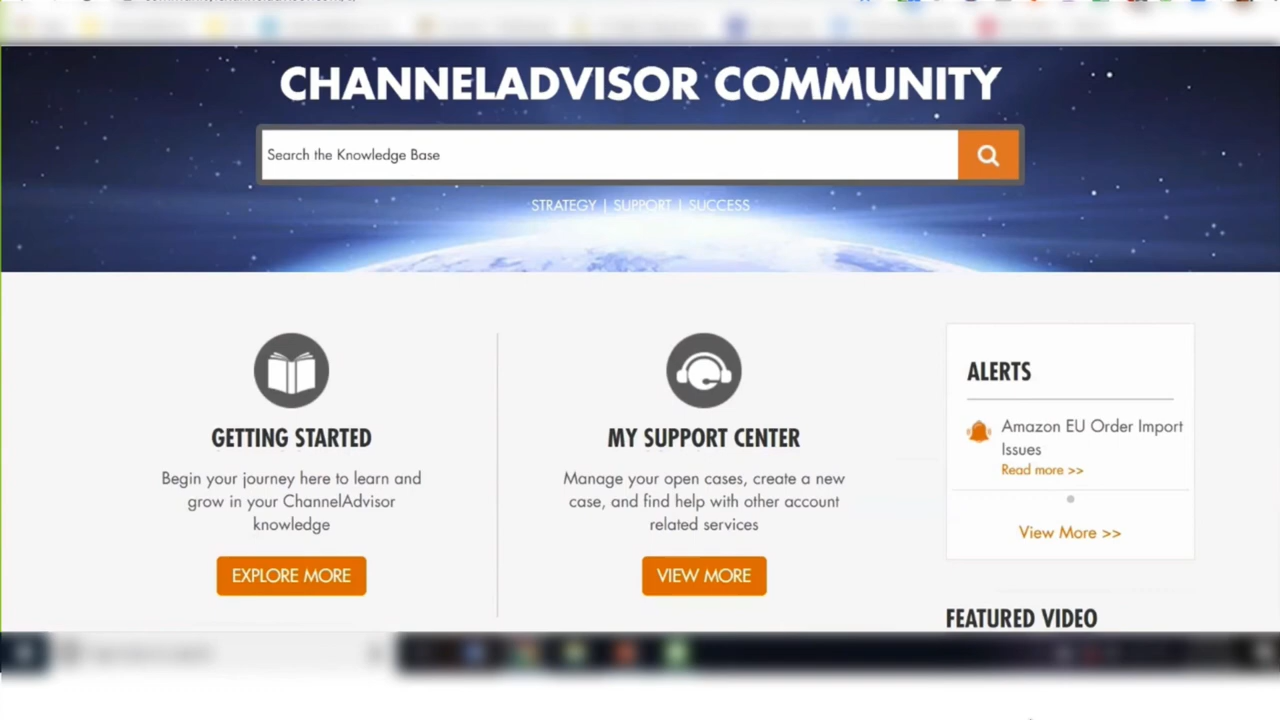 CHANNELADVISOR COMMUNITY
Search the Knowledge Base
STRATEGY | SUPPORT | SUCCESS
GETTING STARTED
Begin your journey here to learn and
grow in your ChannelAdvisor
knowledge
EXPLORE MORE
MY SUPPORT CENTER
Manage your open cases, create a new
case, and find help with other account
related services
VIEW MORE
ALERTS
Amazon EU Order Import
Issues
Read more >>
View More >>
FEATURED VIDEO